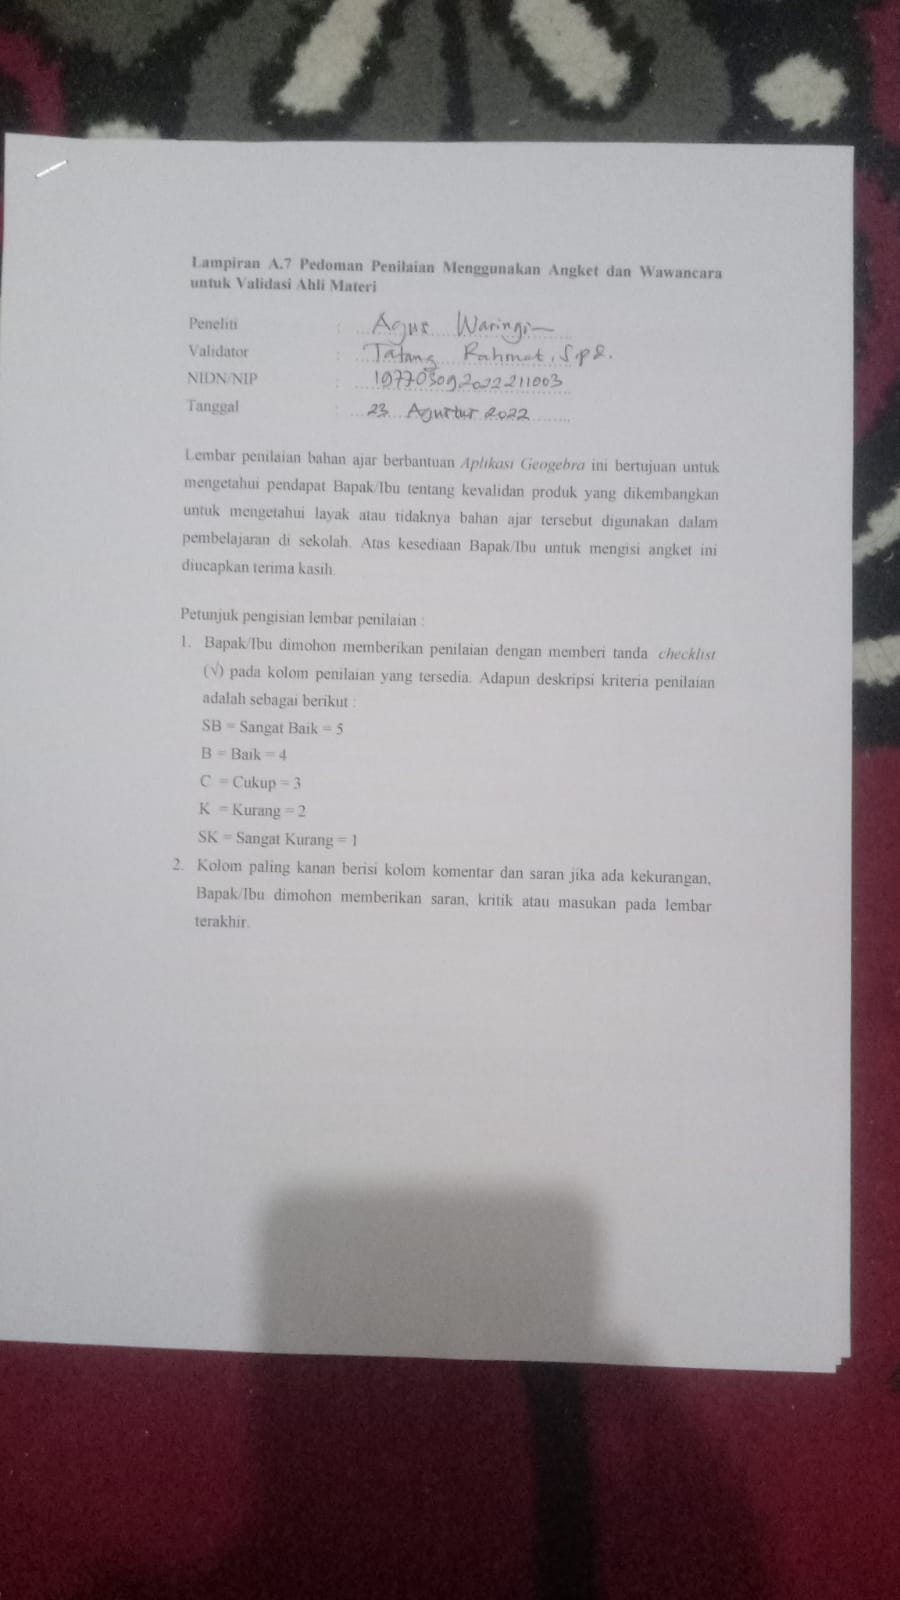 Lampiran A.7 Pedoman Penilaian Menggunakan Angket dan Wawancara
untuk Validasi Ahli Materi
Peneliti : Agus Waringin
Validator : Tatang Rahmat, S.pd.
NIDN/NIP : 197703092022211003
Tanggal : 23 Agustus 2022
Lembar penilaian bahan ajar berbantuan Aplikasi Geogebra ini bertujuan untuk
mengetahui pendapat Bapak/Ibu tentang kevalidan produk yang dikembangkan
untuk mengetahui layak atau tidaknya bahan ajar tersebut digunakan dalam
pembelajaran di sekolah. Atas kesediaan Bapak/Ibu untuk mengisi angket ini
diucapkan terima kasih.
Petunjuk pengisian lembar penilaian :
1. Bapak/Ibu dimohon memberikan penilaian dengan memberi tanda checklist
(√) pada kolom penilaian yang tersedia. Adapun deskripsi kriteria penilaian
adalah sebagai berikut :
SB = Sangat Baik = 5
B = Baik = 4
C = Cukup = 3
K = Kurang = 2
SK = Sangat Kurang = 1
2. Kolom paling kanan berisi kolom komentar dan saran jika ada kekurangan,
Bapak/Ibu dimohon memberikan saran, kritik atau masukan pada lembar
terakhir.